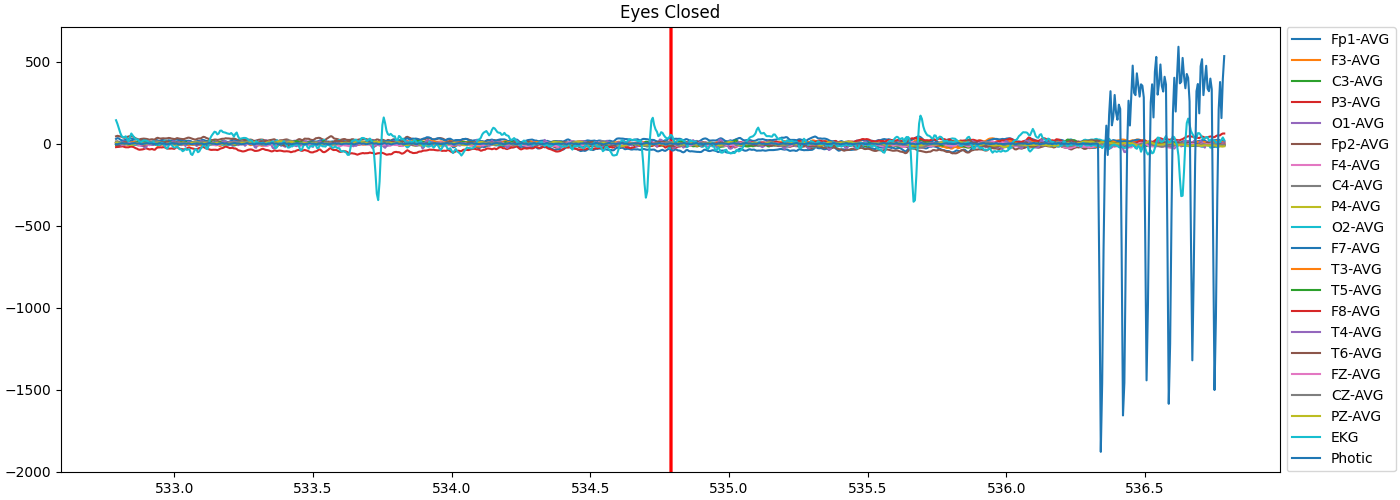 Eyes Closed
500
0
−500
−1000
−1500
−2000
533.0 533.5 534.0 534.5 535.0 535.5 536.0 536.5
Fp1-AVG
F3-AVG
C3-AVG
P3-AVG
O1-AVG
Fp2-AVG
F4-AVG
C4-AVG
P4-AVG
O2-AVG
F7-AVG
T3-AVG
T5-AVG
F8-AVG
T4-AVG
T6-AVG
FZ-AVG
CZ-AVG
PZ-AVG
EKG
Photic